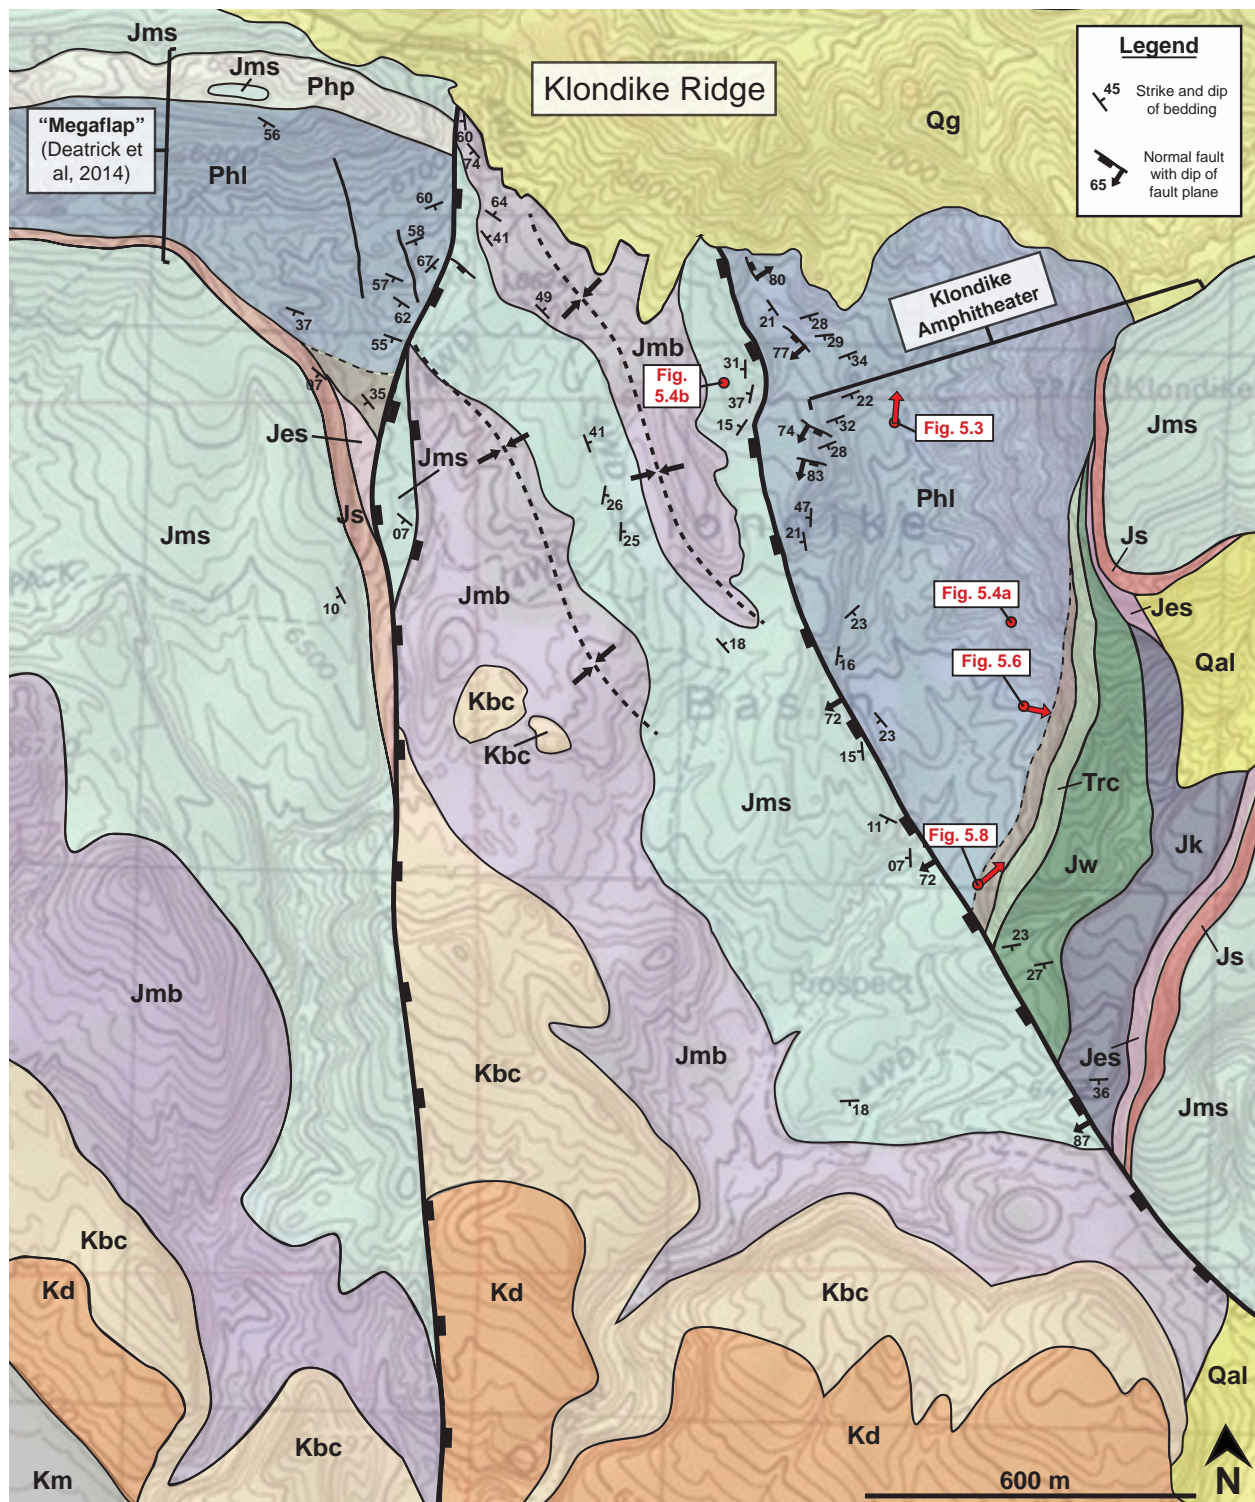 Jms
Jms
Php
Klondike Ridge
Legend
45
Strike and dip
of bedding
Normal fault
with dip of
fault plane
65
“Megaflap”
(Deatrick et
al, 2014)
Qg
56
Phl
60
74
60
64
58
41
67
57
62
49
37
55
80
21
28
29
77
34
Klondike
Amphitheater
Jmb
31
Fig.
5.4b
37
15
22
32
74
28
Fig. 5.3
83
07
35
Jes
Jms
41
Jms
Phl
Js
07
26
25
47
21
Jms
Js
10
Jmb
Fig. 5.4a
Jes
23
18
16
Fig. 5.6
Qal
Basin
Kbc
72
23
Kbc
15
Trc
Jms
11
Fig. 5.8
Jk
07
72
Jw
23
27
Js
Jmb
Prospect
Jmb
Jes
Kbc
36
18
Jms
87
Kbc
Kd
Kd
Kbc
Qal
Kbc
Kd
Km
600 m
N